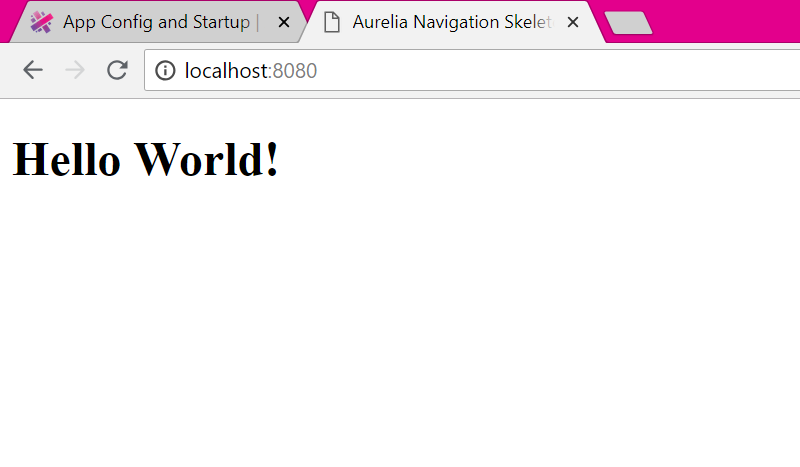 App Config and Startup |
Aurelia Navigation Skelet
localhost:8080
Hello World!